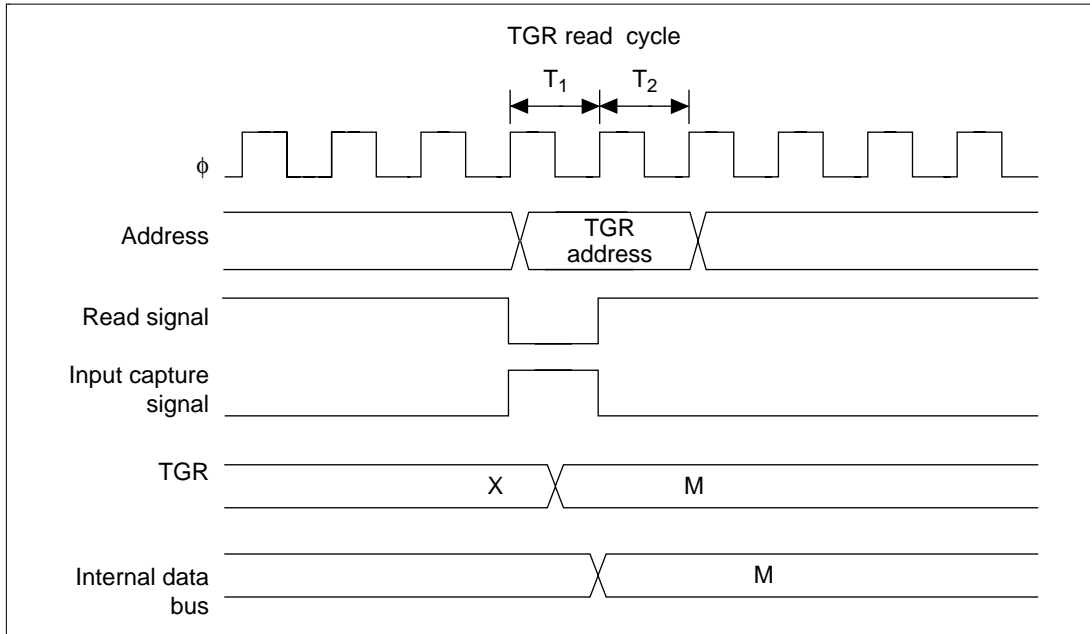 TGR read cycle
T1 T2
ϕ
Address
TGR
address
Read signal
Input capture
signal
TGR
X M
Internal data
bus
M